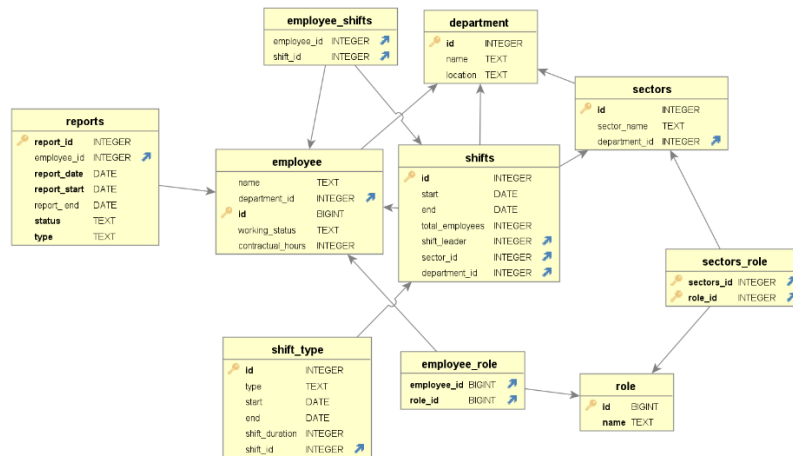 employee_shifts
employee_id INTEGER
shift_id INTEGER
department
id INTEGER
name TEXT
location TEXT
sectors
id INTEGER
sector_name TEXT
department_id INTEGER
reports
report_id INTEGER
employee_id INTEGER
report_date DATE
report_start DATE
report_end DATE
status TEXT
type TEXT
employee
name TEXT
department_id INTEGER
id BIGINT
working_status TEXT
contractual_hours INTEGER
shifts
id INTEGER
start DATE
end DATE
total_employees INTEGER
shift_leader INTEGER
sector_id INTEGER
department_id INTEGER
sectors_role
sectors_id INTEGER
role_id INTEGER
shift_type
id INTEGER
type TEXT
start DATE
end DATE
shift_duration INTEGER
shift_id INTEGER
employee_role
employee_id BIGINT
role_id BIGINT
role
id BIGINT
name TEXT